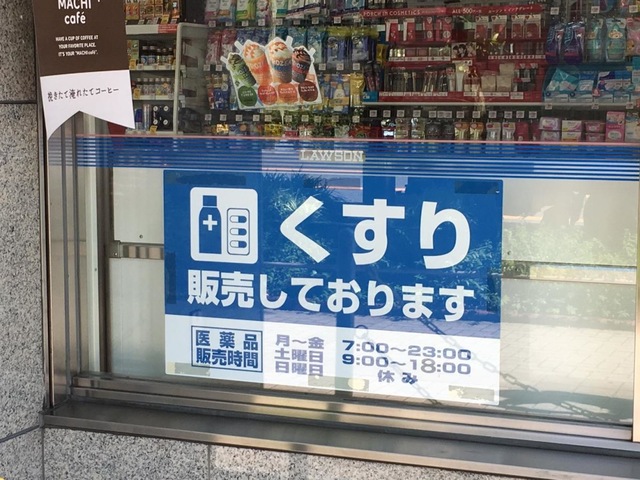 MACHI
café
HAVE A CUP OF COFFEE AT
YOUR FAVORITE PLACE.
IT'S YOUR "MACHI café".
挽きたて淹れたてコーヒー
LAWSON
くすり
販売しております
医薬品
販売時間
月～金 7:00～23:00
土曜日 9:00～18:00
日曜日 休み